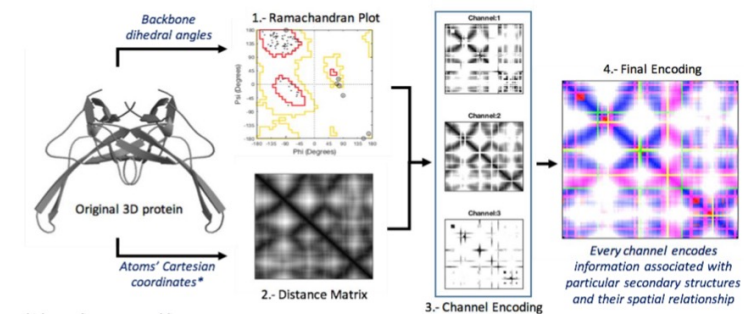 Backbone
dihedral angles
1.- Ramachandran Plot
Psi (Degrees)
Phi (Degrees)
Original 3D protein
Atoms' Cartesian
coordinates*
2.- Distance Matrix
Channel:1
Channel:2
Channel:3
3.- Channel Encoding
4.- Final Encoding
Every channel encodes
information associated with
particular secondary structures
and their spatial relationship